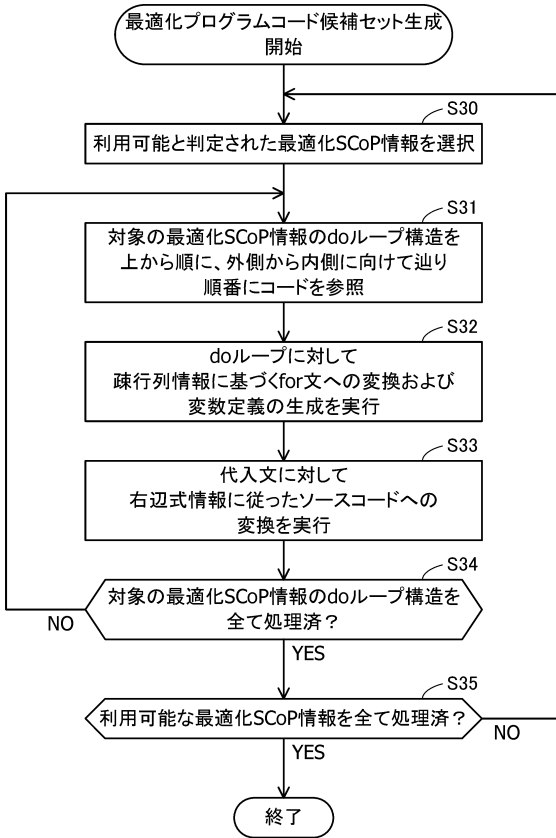 最適化プログラムコード候補セット生成
開始
S30
利用可能と判定された最適化SCoP情報を選択
S31
対象の最適化SCoP情報のdoループ構造を
上から順に、外側から内側に向けて辿り
順番にコードを参照
S32
doループに対して
疎行列情報に基づくfor文への変換および
変数定義の生成を実行
S33
代入文に対して
右辺式情報に従ったソースコードへの
変換を実行
S34
対象の最適化SCoP情報のdoループ構造を
全て処理済？
NO
YES
S35
利用可能な最適化SCoP情報を全て処理済？
NO
YES
終了